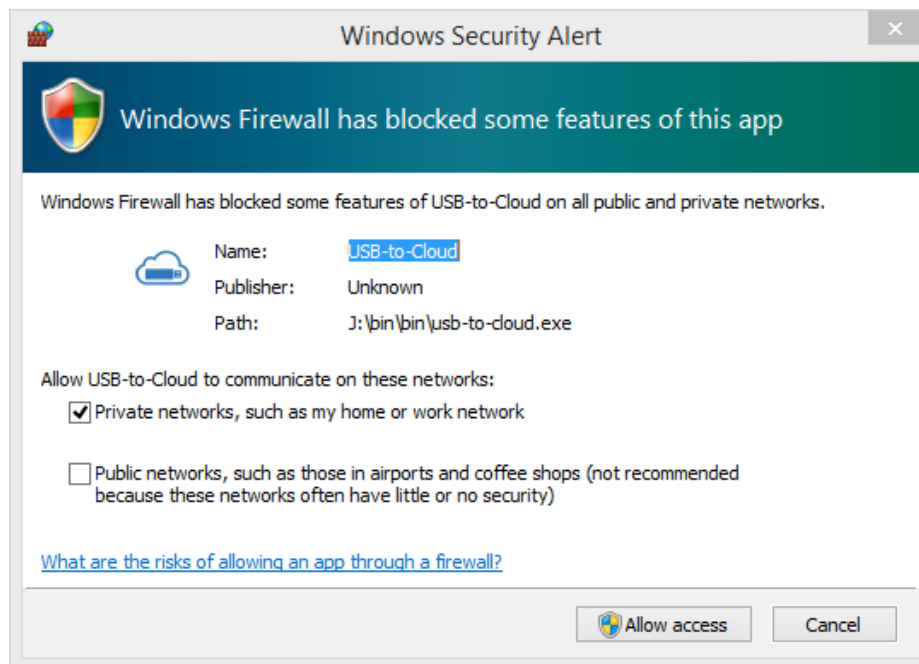 Windows Security Alert
Windows Firewall has blocked some features of this app
Windows Firewall has blocked some features of USB-to-Cloud on all public and private networks.
Name: USB-to-Cloud
Publisher: Unknown
Path: J:\bin\bin\usb-to-cloud.exe
Allow USB-to-Cloud to communicate on these networks:
Private networks, such as my home or work network
Public networks, such as those in airports and coffee shops (not recommended
because these networks often have little or no security)
What are the risks of allowing an app through a firewall?
Allow access Cancel